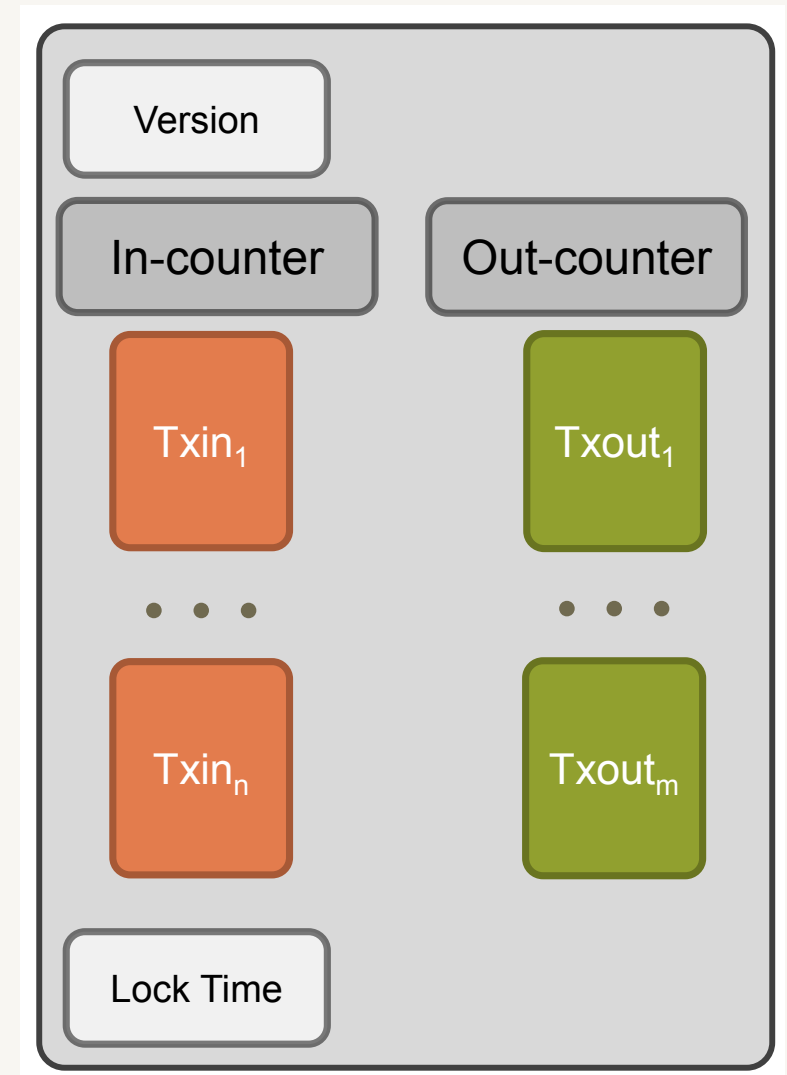 Version
In-counter Out-counter
Txin₁ Txout₁
Txinₙ Txoutₘ
Lock Time